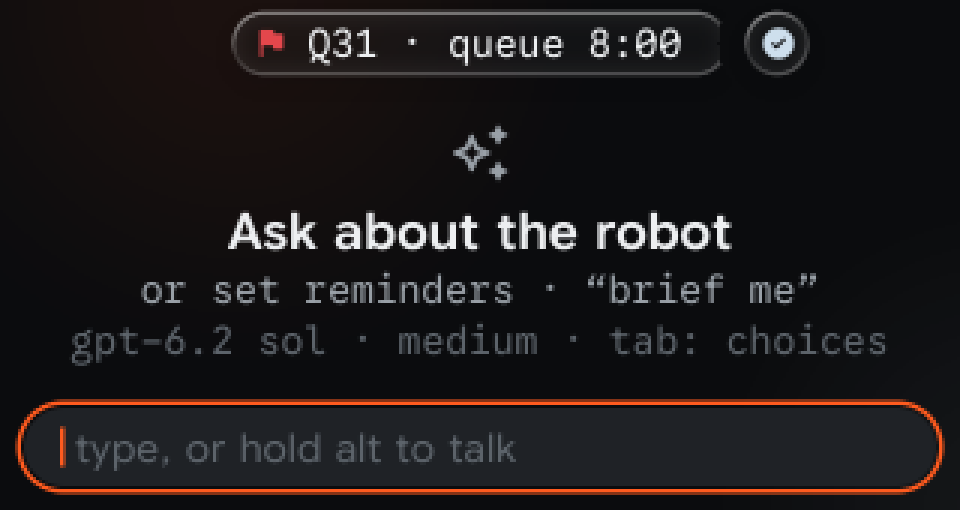 Q31 · queue 8:00
Ask about the robot
or set reminders · “brief me”
gpt-6.2 sol · medium · tab: choices
type, or hold alt to talk